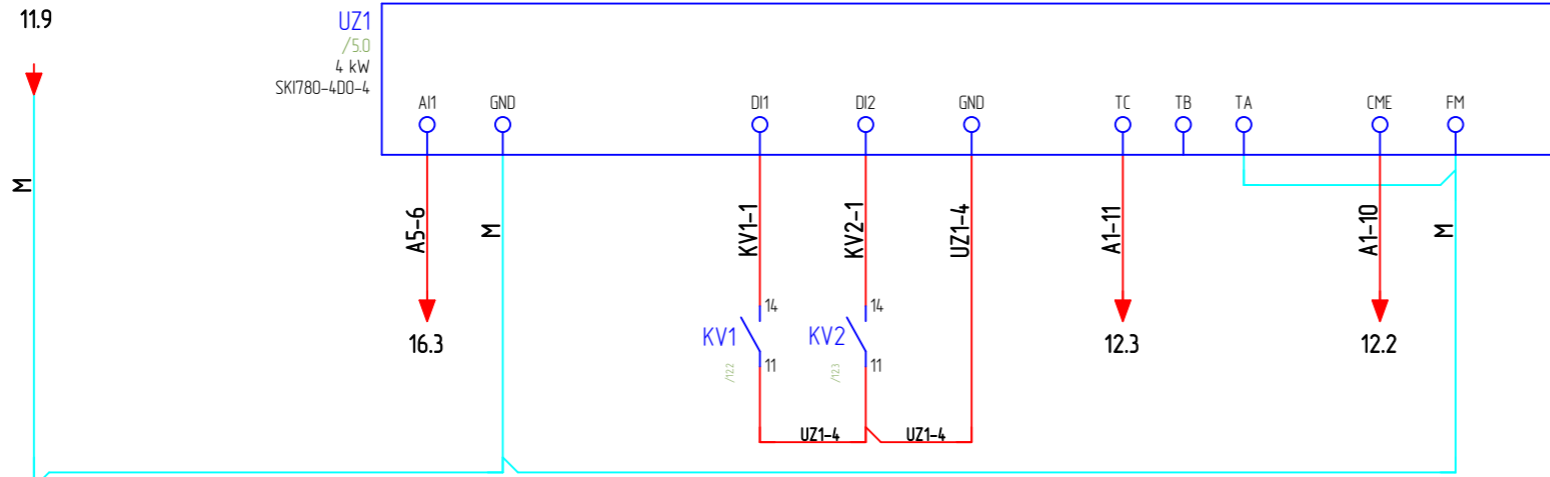 11.9
UZ1
/5.0
4 kW
SKI780-4D0-4
AI1
GND
DI1
DI2
GND
TC
TB
TA
CME
FM
M
A5-6
M
KV1-1
KV2-1
UZ1-4
A1-11
A1-10
M
16.3
14
KV1
11
/12.2
14
KV2
11
/12.3
12.3
12.2
UZ1-4
UZ1-4